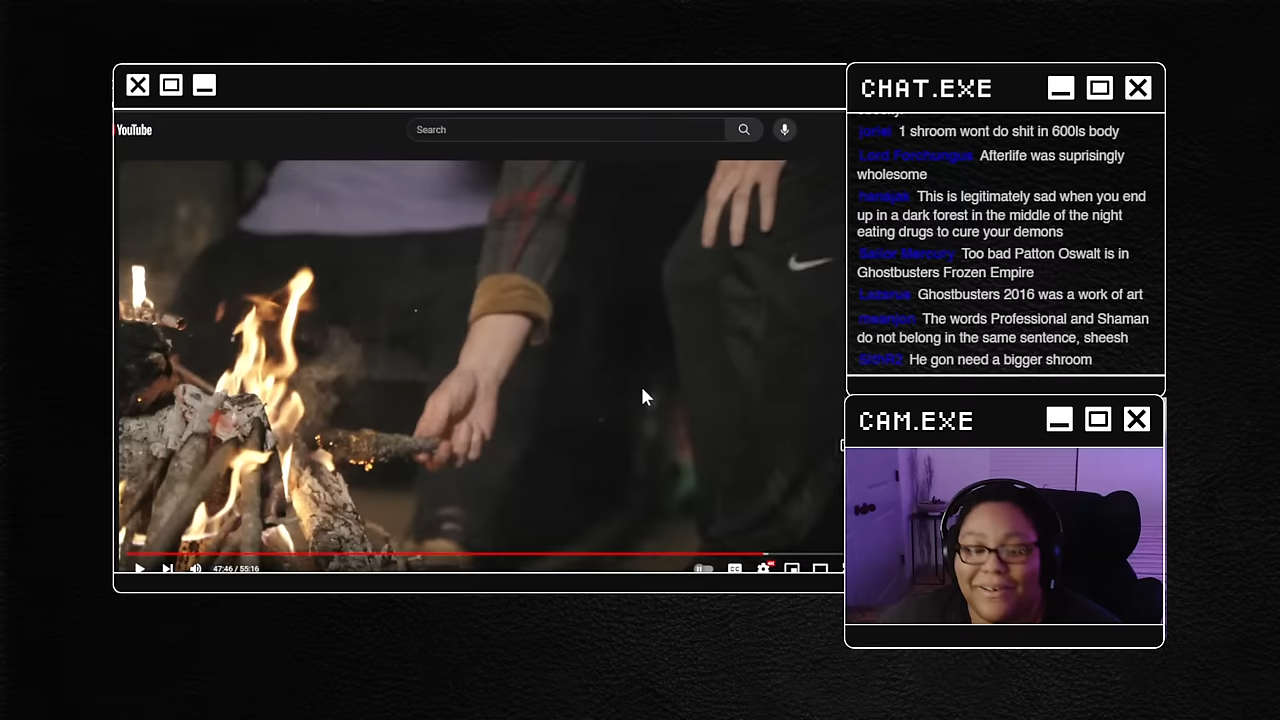 YouTube
Search
47:46 / 55:16
CHAT.EXE
1 shroom wont do shit in 600ls body
Afterlife was suprisingly
wholesome
This is legitimately sad when you end
up in a dark forest in the middle of the night
eating drugs to cure your demons
Too bad Patton Oswalt is in
Ghostbusters Frozen Empire
Ghostbusters 2016 was a work of art
The words Professional and Shaman
do not belong in the same sentence, sheesh
He gon need a bigger shroom
CAM.EXE